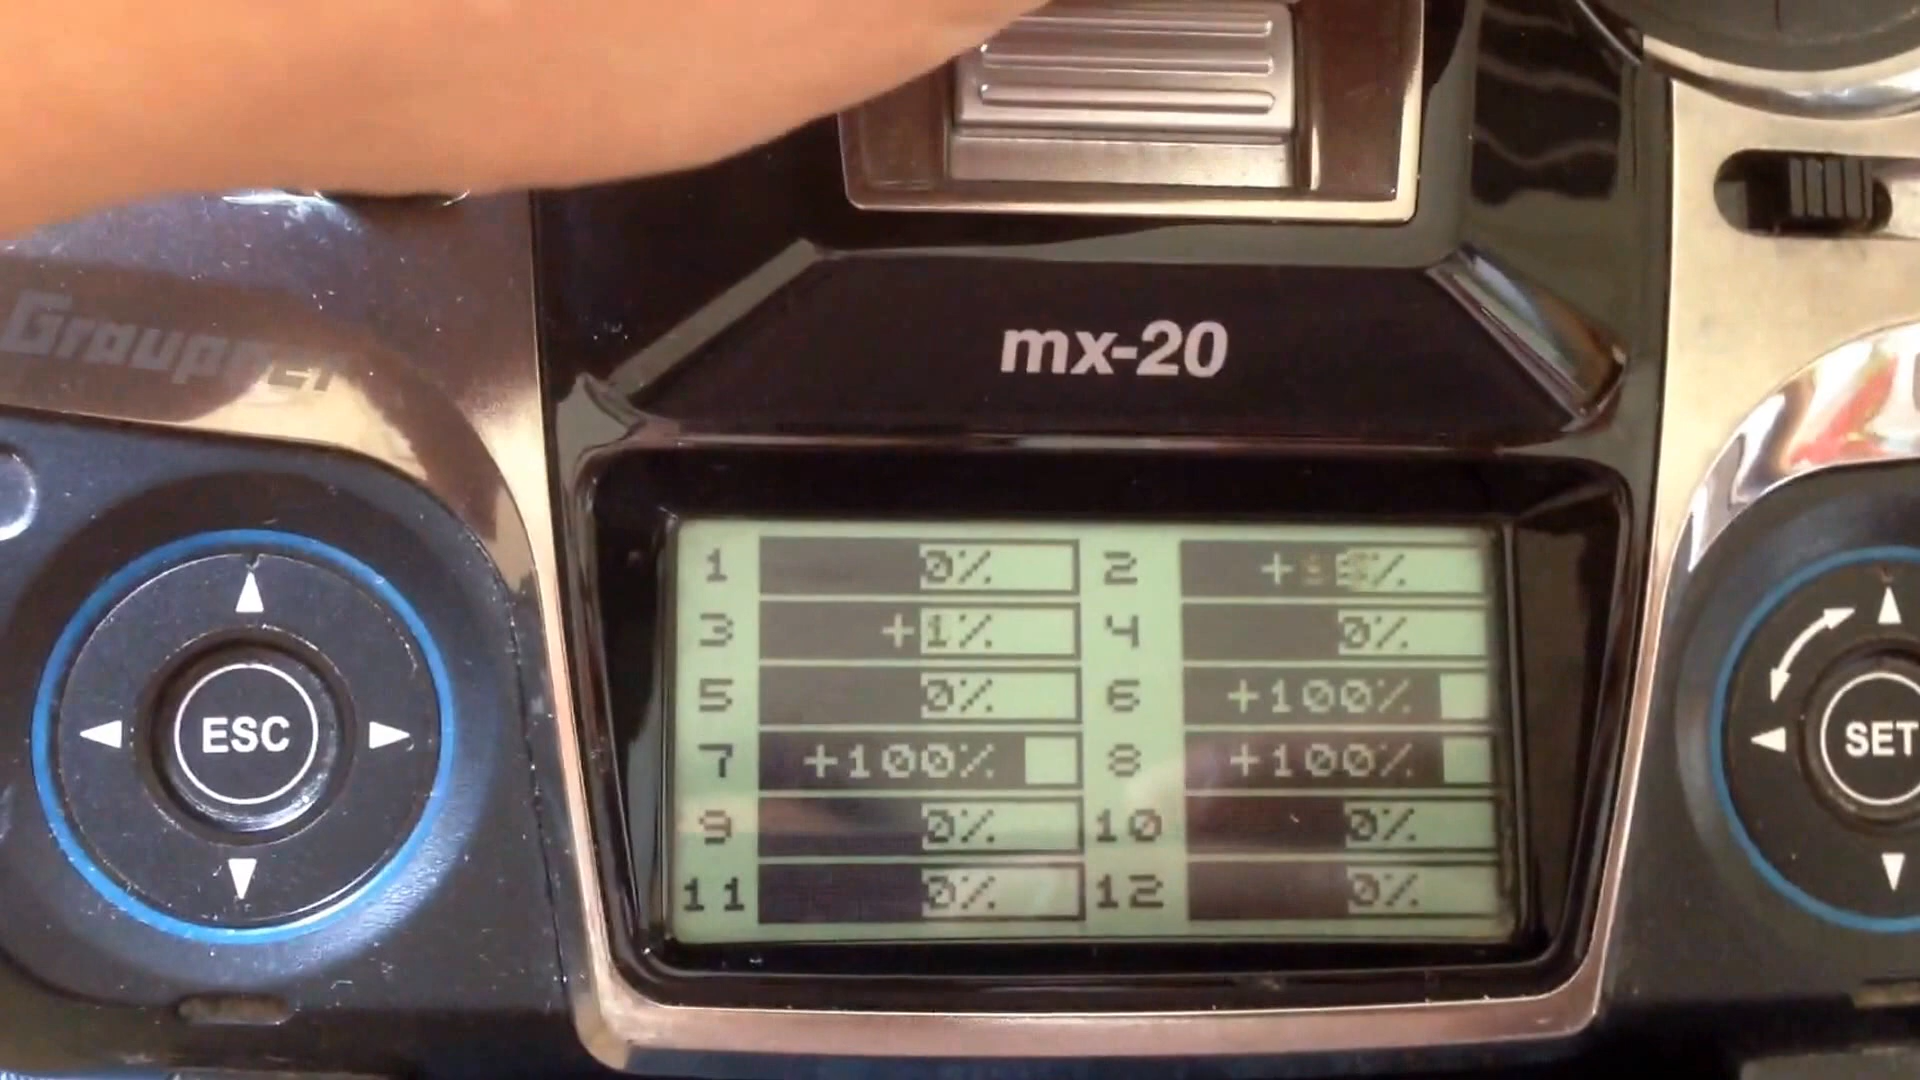 Graupner
mx-20
1 0% 2
3 +1% 4 0%
ESC 5 0% 6 +100% SET
7 +100% 8 +100%
9 0% 10 0%
11 0% 12 0%